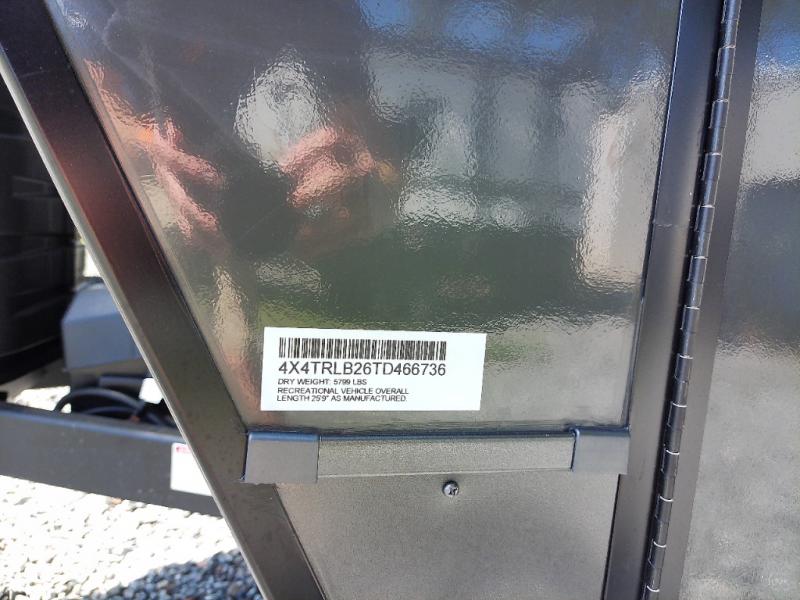 4X4TRLB26TD466736
DRY WEIGHT: 5799 LBS
RECREATIONAL VEHICLE OVERALL
LENGTH 25'9" AS MANUFACTURED.